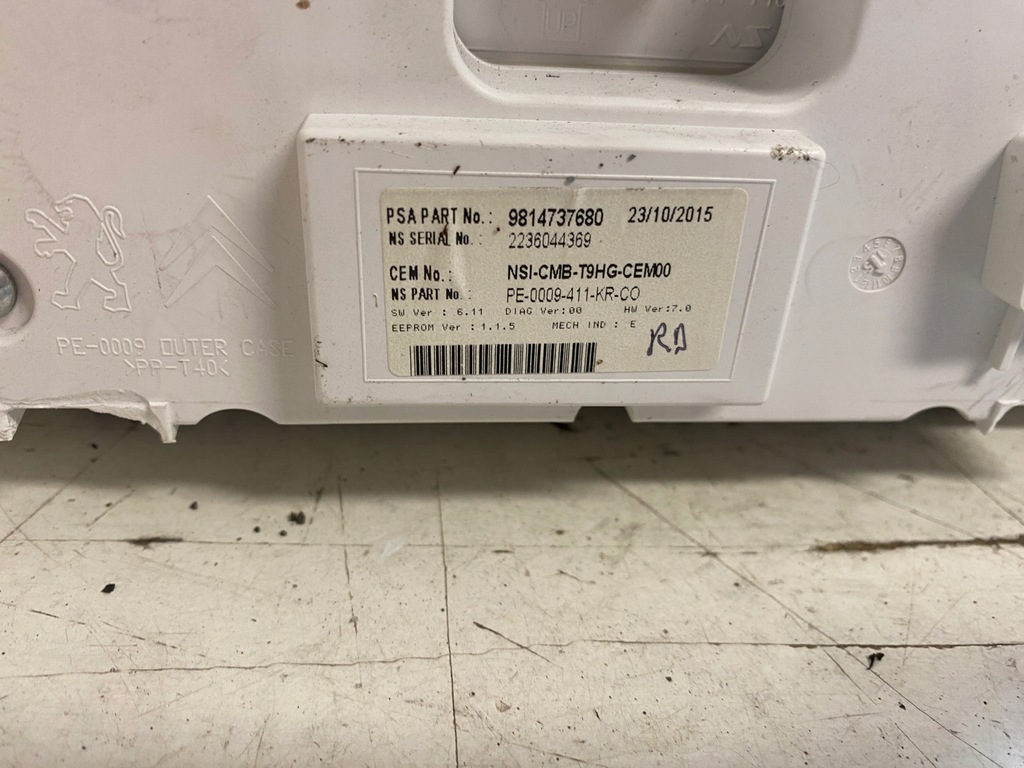 UP
PSA PART No.: 9814737680 23/10/2015
NS SERIAL No.: 2236044369
CEM No.: NSI-CMB-T9HG-CEM00
NS PART No.: PE-0009-411-KR-CO
SW Ver : 6.11 DIAG Ver:00 HW Ver:7.0
EEPROM Ver : 1.1.5 MECH IND : E
RD
PE-0009 OUTER CASE
>PP-T40<